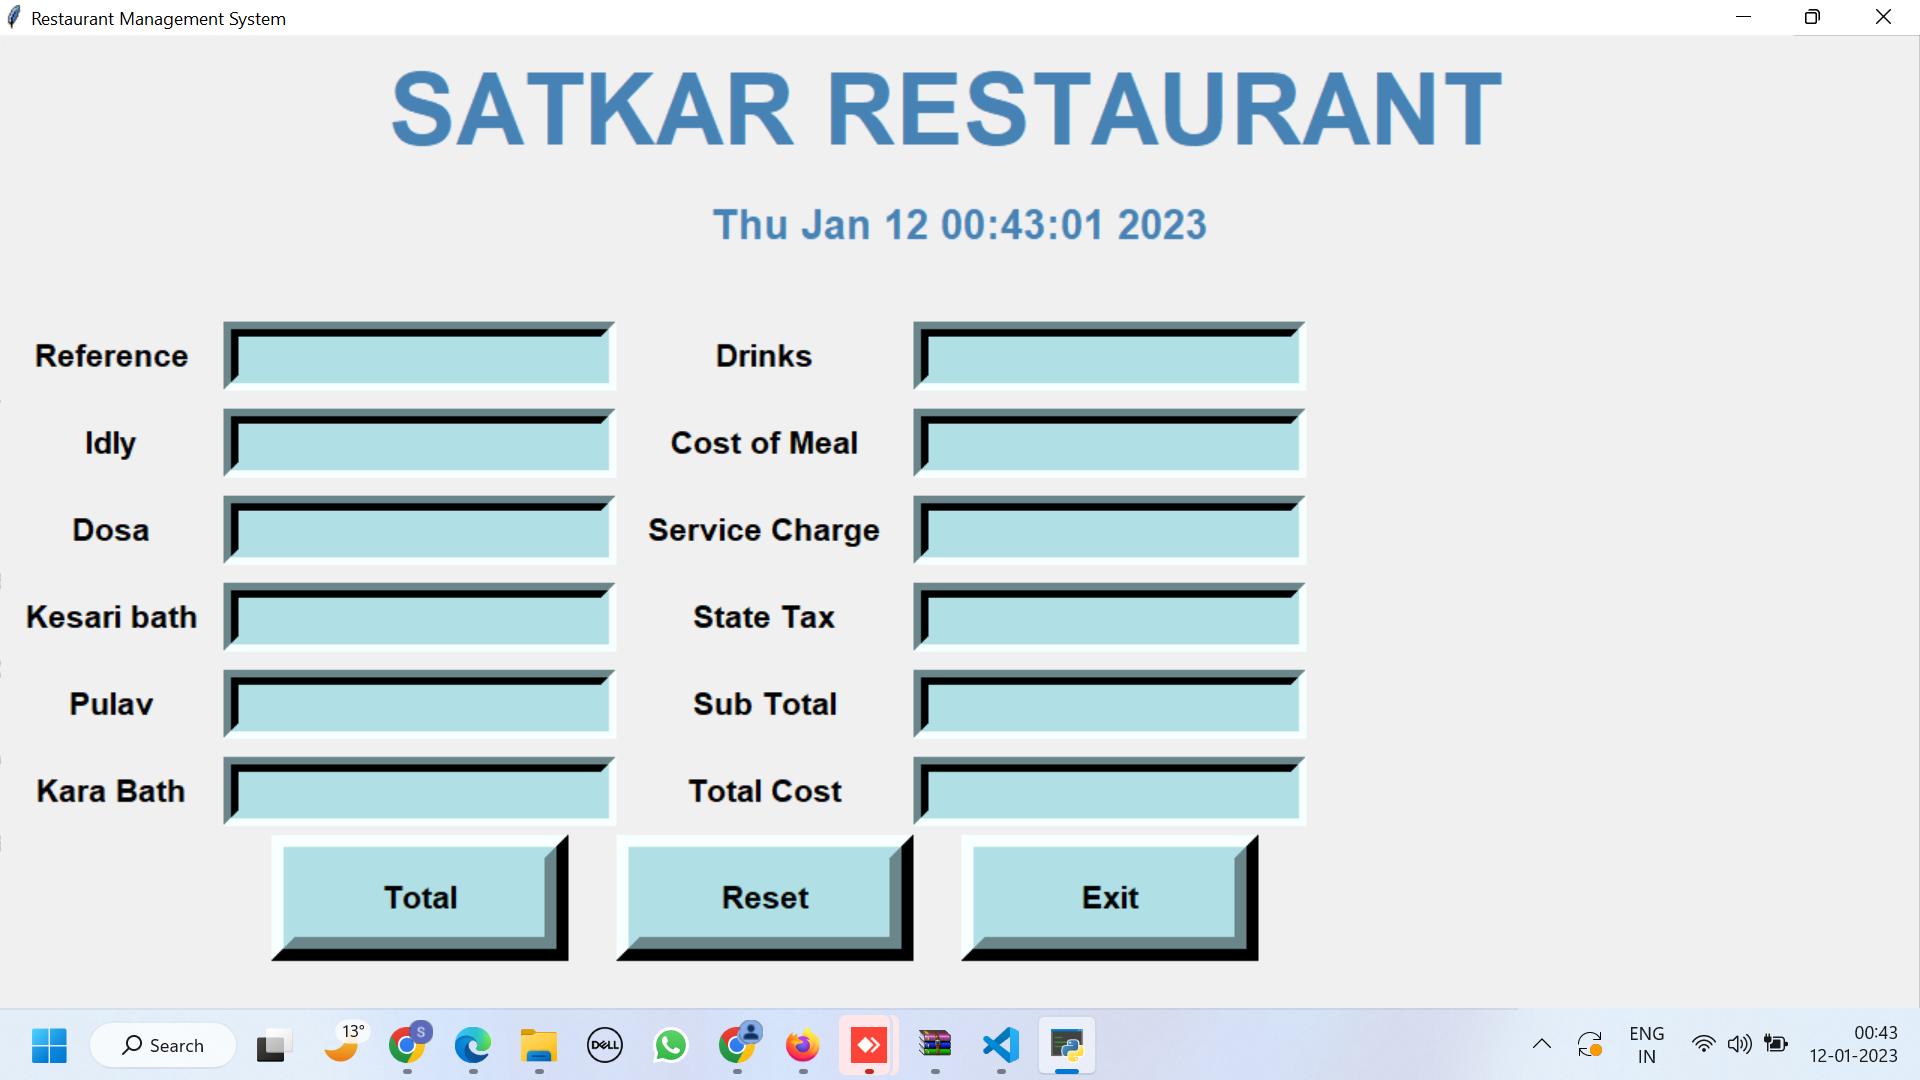 Restaurant Management System
SATKAR RESTAURANT
Thu Jan 12 00:43:01 2023
Reference
Drinks
Idly
Cost of Meal
Dosa
Service Charge
Kesari bath
State Tax
Pulav
Sub Total
Kara Bath
Total Cost
Total
Reset
Exit
Search
13°
S
DELL
ENG
IN
00:43
12-01-2023